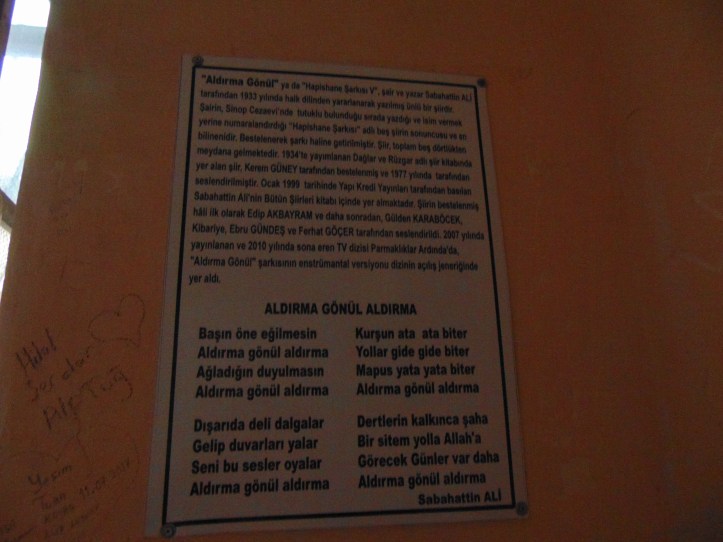 "Aldırma Gönül" ya da "Hapishane Şarkısı V", şair ve yazar Sabahattin ALİ
tarafından 1933 yılında halk dilinden yararlanarak yazılmış ünlü bir şiirdir.
Şairin, Sinop Cezaevi'nde tutuklu bulunduğu sırada yazdığı ve isim vermek
yerine numaralandırdığı "Hapishane Şarkısı" adlı beş şiirin sonuncusu ve en
bilinenidir. Bestelenerek şarkı haline getirilmiştir. Şiir, toplam beş dörtlükten
meydana gelmektedir. 1934'te yayımlanan Dağlar ve Rüzgar adlı şiir kitabında
yer alan şiir, Kerem GÜNEY tarafından bestelenmiş ve 1977 yılında tarafından
seslendirilmiştir. Ocak 1999 tarihinde Yapı Kredi Yayınları tarafından basılan
Sabahattin Ali'nin Bütün Şiirleri kitabı içinde yer almaktadır. Şiirin bestelenmiş
hâli ilk olarak Edip AKBAYRAM ve daha sonradan, Gülden KARABÖCEK,
Kibariye, Ebru GÜNDEŞ ve Ferhat GÖÇER tarafından seslendirildi. 2007 yılında
yayınlanan ve 2010 yılında sona eren TV dizisi Parmaklıklar Ardında'da,
"Aldırma Gönül" şarkısının enstrümantal versiyonu dizinin açılış jeneriğinde
yer aldı.
ALDIRMA GÖNÜL ALDIRMA
Başın öne eğilmesin
Aldırma gönül aldırma
Ağladığın duyulmasın
Aldırma gönül aldırma
Dışarıda deli dalgalar
Gelip duvarları yalar
Seni bu sesler oyalar
Aldırma gönül aldırma
Kurşun ata ata biter
Yollar gide gide biter
Mapus yata yata biter
Aldırma gönül aldırma
Dertlerin kalkınca şaha
Bir sitem yolla Allah'a
Görecek Günler var daha
Aldırma gönül aldırma
Sabahattin ALİ